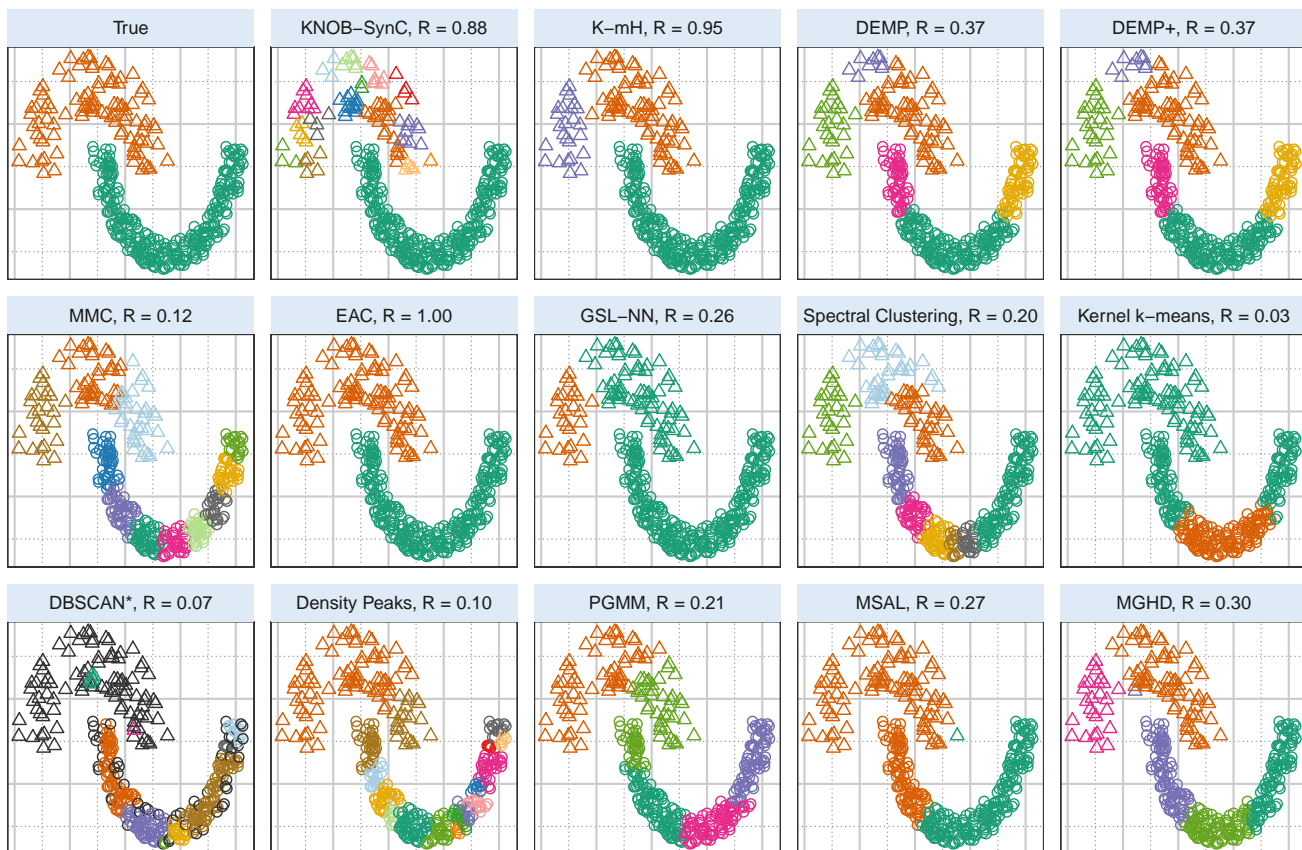 True
KNOB−SynC, R = 0.88
K−mH, R = 0.95
DEMP, R = 0.37
DEMP+, R = 0.37
MMC, R = 0.12
EAC, R = 1.00
GSL−NN, R = 0.26
Spectral Clustering, R = 0.20
Kernel k−means, R = 0.03
DBSCAN*, R = 0.07
Density Peaks, R = 0.10
PGMM, R = 0.21
MSAL, R = 0.27
MGHD, R = 0.30